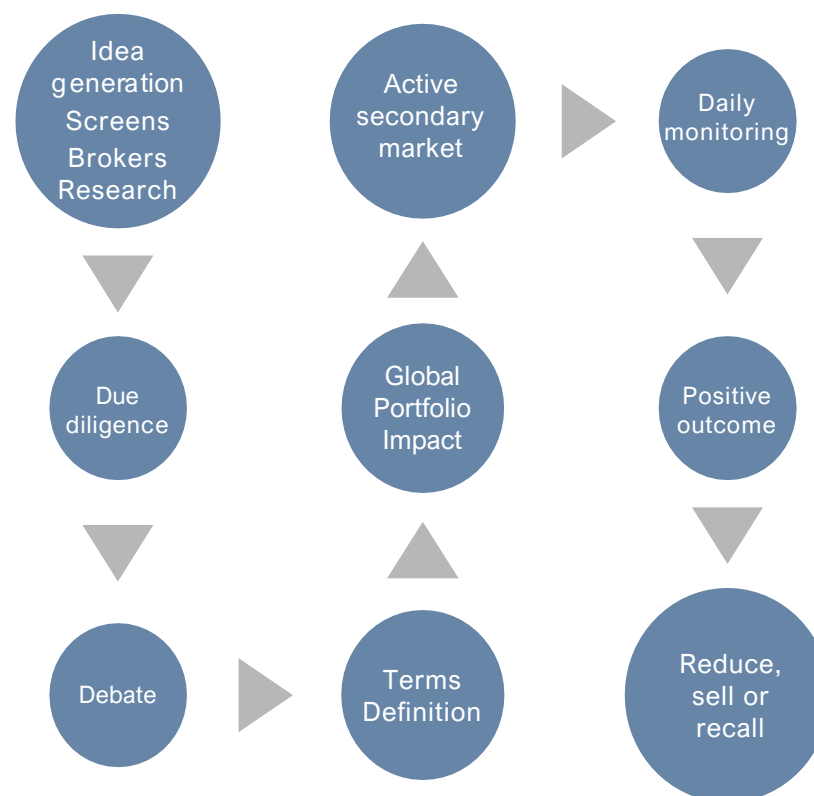 Idea
generation
Screens
Brokers
Research
Due
diligence
Debate
Terms
Definition
Global
Portfolio
Impact
Active
secondary
market
Daily
monitoring
Positive
outcome
Reduce,
sell or
recall